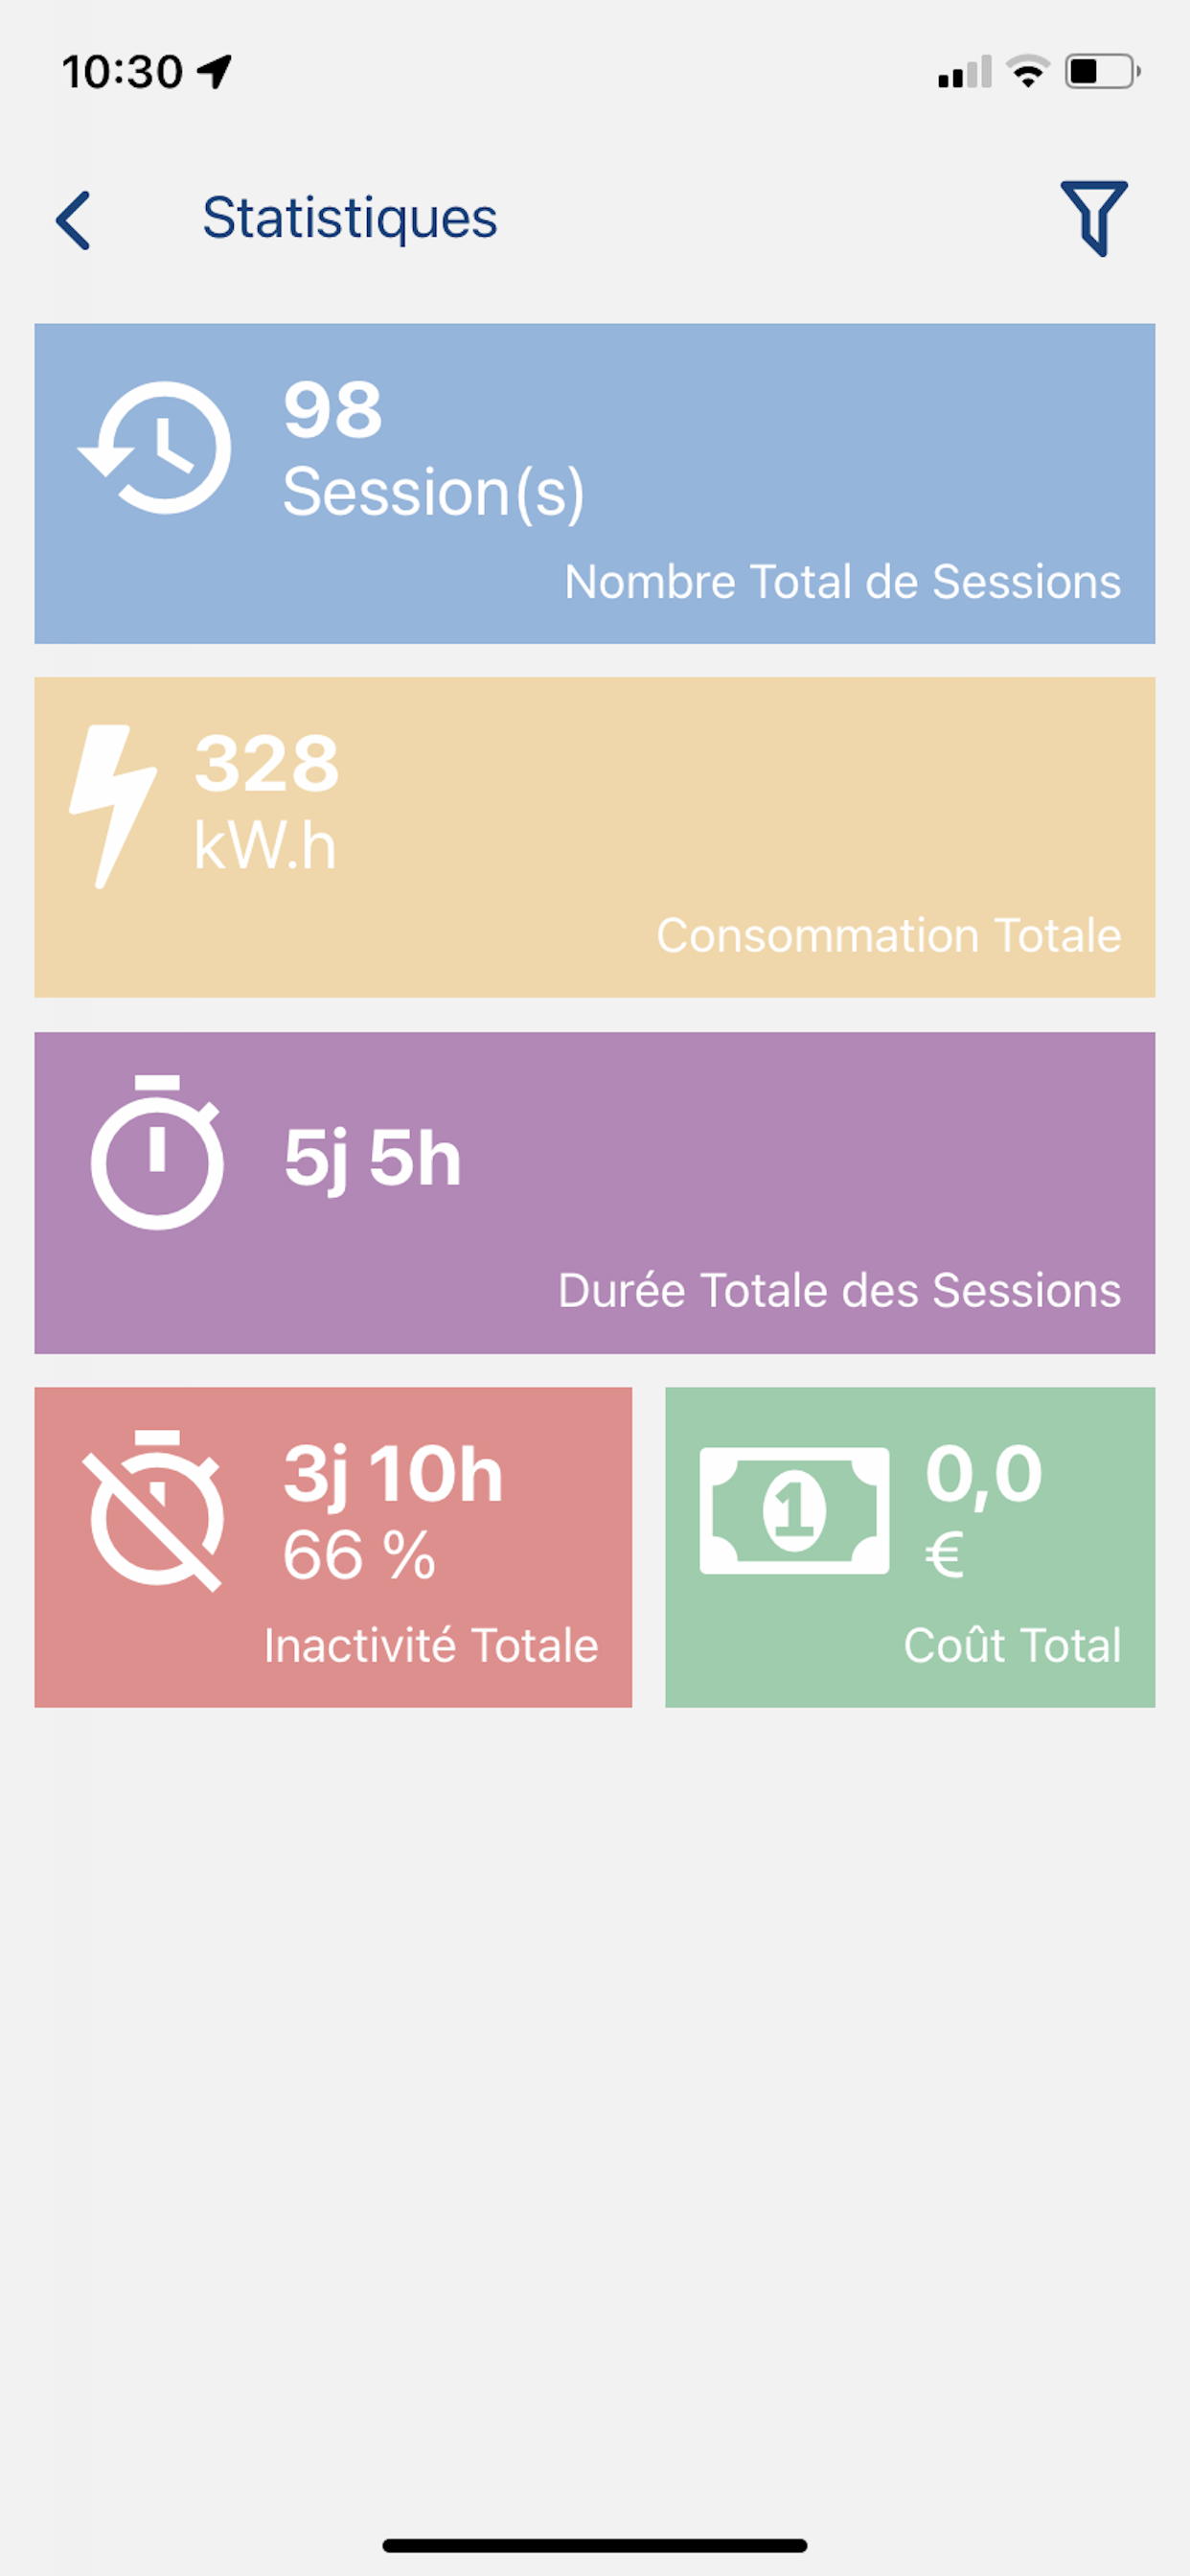 10:30
Statistiques
98
Session(s)
Nombre Total de Sessions
328
kW.h
Consommation Totale
5j 5h
Durée Totale des Sessions
3j 10h
66 %
Inactivité Totale
1
0,0
€
Coût Total